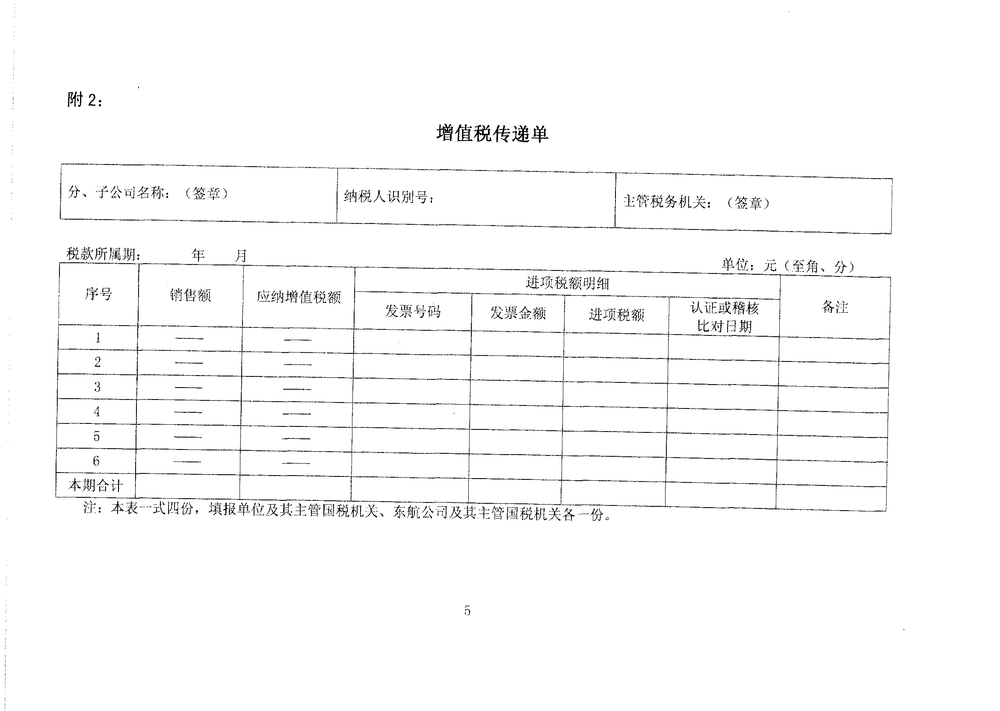 附 2：
增值税传递单
分、子公司名称：（签章） 纳税人识别号： 主管税务机关：（签章）
税款所属期： 年 月 单位：元（至角、分）
序号 销售额 应纳增值税额 进项税额明细 备注
发票号码 发票金额 进项税额 认证或稽核
比对日期
1 — —
2 — —
3 — —
4 — —
5 — —
6 — —
本期合计
注：本表一式四份，填报单位及其主管国税机关、东航公司及其主管国税机关各一份。
5